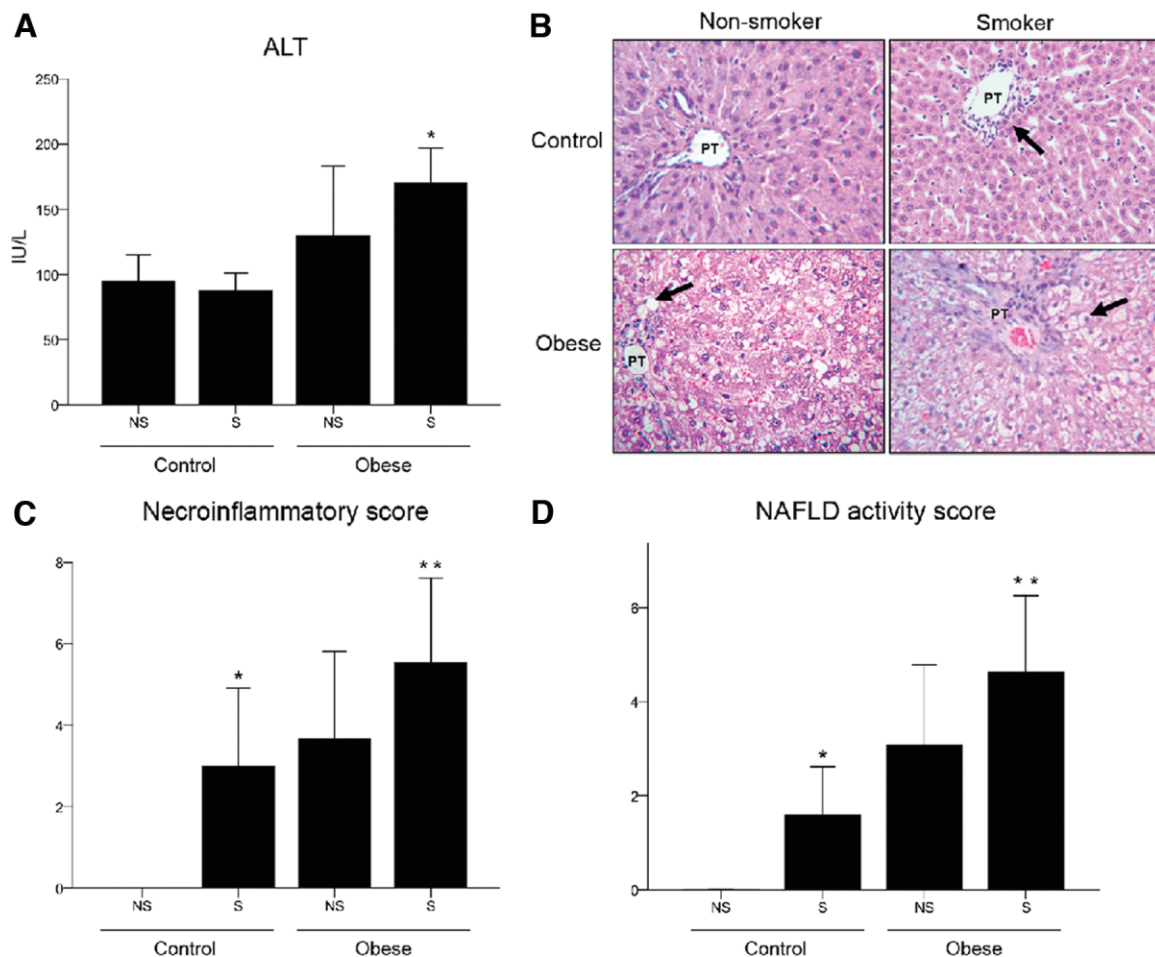 A
ALT
250
200
150
100
50
0
IU/L
*
NS
S
NS
S
Control
Obese
B
Non-smoker
Smoker
Control
Obese
PT
PT
PT
PT
C
Necroinflammatory score
8
6
4
2
0
*
**
NS
S
NS
S
Control
Obese
D
NAFLD activity score
6
4
2
0
*
**
NS
S
NS
S
Control
Obese